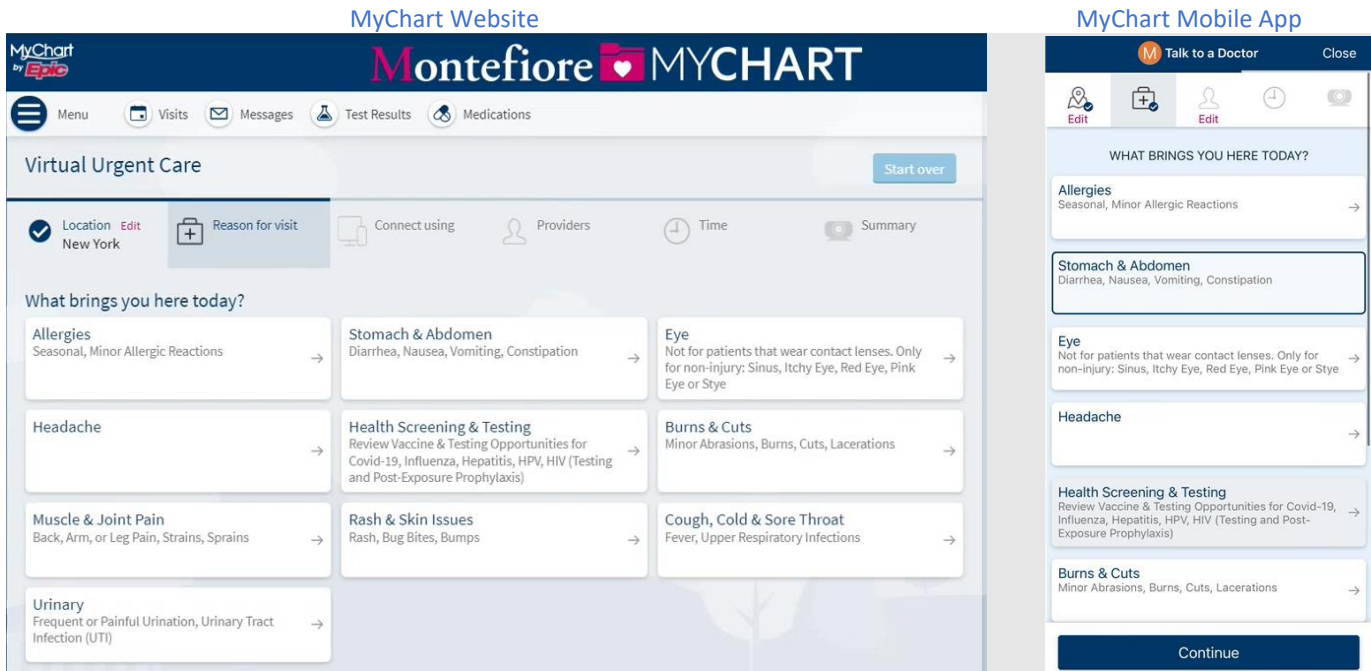 MyChart Website
MyChart
by Epic
Montefiore MYCHART
Menu
Visits
Messages
Test Results
Medications
Virtual Urgent Care
Start over
Location Edit
New York
Reason for visit
Connect using
Providers
Time
Summary
What brings you here today?
Allergies
Seasonal, Minor Allergic Reactions
Stomach & Abdomen
Diarrhea, Nausea, Vomiting, Constipation
Eye
Not for patients that wear contact lenses. Only
for non-injury: Sinus, Itchy Eye, Red Eye, Pink
Eye or Stye
Headache
Health Screening & Testing
Review Vaccine & Testing Opportunities for
Covid-19, Influenza, Hepatitis, HPV, HIV (Testing
and Post-Exposure Prophylaxis)
Burns & Cuts
Minor Abrasions, Burns, Cuts, Lacerations
Muscle & Joint Pain
Back, Arm, or Leg Pain, Strains, Sprains
Rash & Skin Issues
Rash, Bug Bites, Bumps
Cough, Cold & Sore Throat
Fever, Upper Respiratory Infections
Urinary
Frequent or Painful Urination, Urinary Tract
Infection (UTI)
MyChart Mobile App
M Talk to a Doctor
Close
Edit
Edit
WHAT BRINGS YOU HERE TODAY?
Allergies
Seasonal, Minor Allergic Reactions
Stomach & Abdomen
Diarrhea, Nausea, Vomiting, Constipation
Eye
Not for patients that wear contact lenses. Only for
non-injury: Sinus, Itchy Eye, Red Eye, Pink Eye or Stye
Headache
Health Screening & Testing
Review Vaccine & Testing Opportunities for Covid-19,
Influenza, Hepatitis, HPV, HIV (Testing and Post-
Exposure Prophylaxis)
Burns & Cuts
Minor Abrasions, Burns, Cuts, Lacerations
Continue